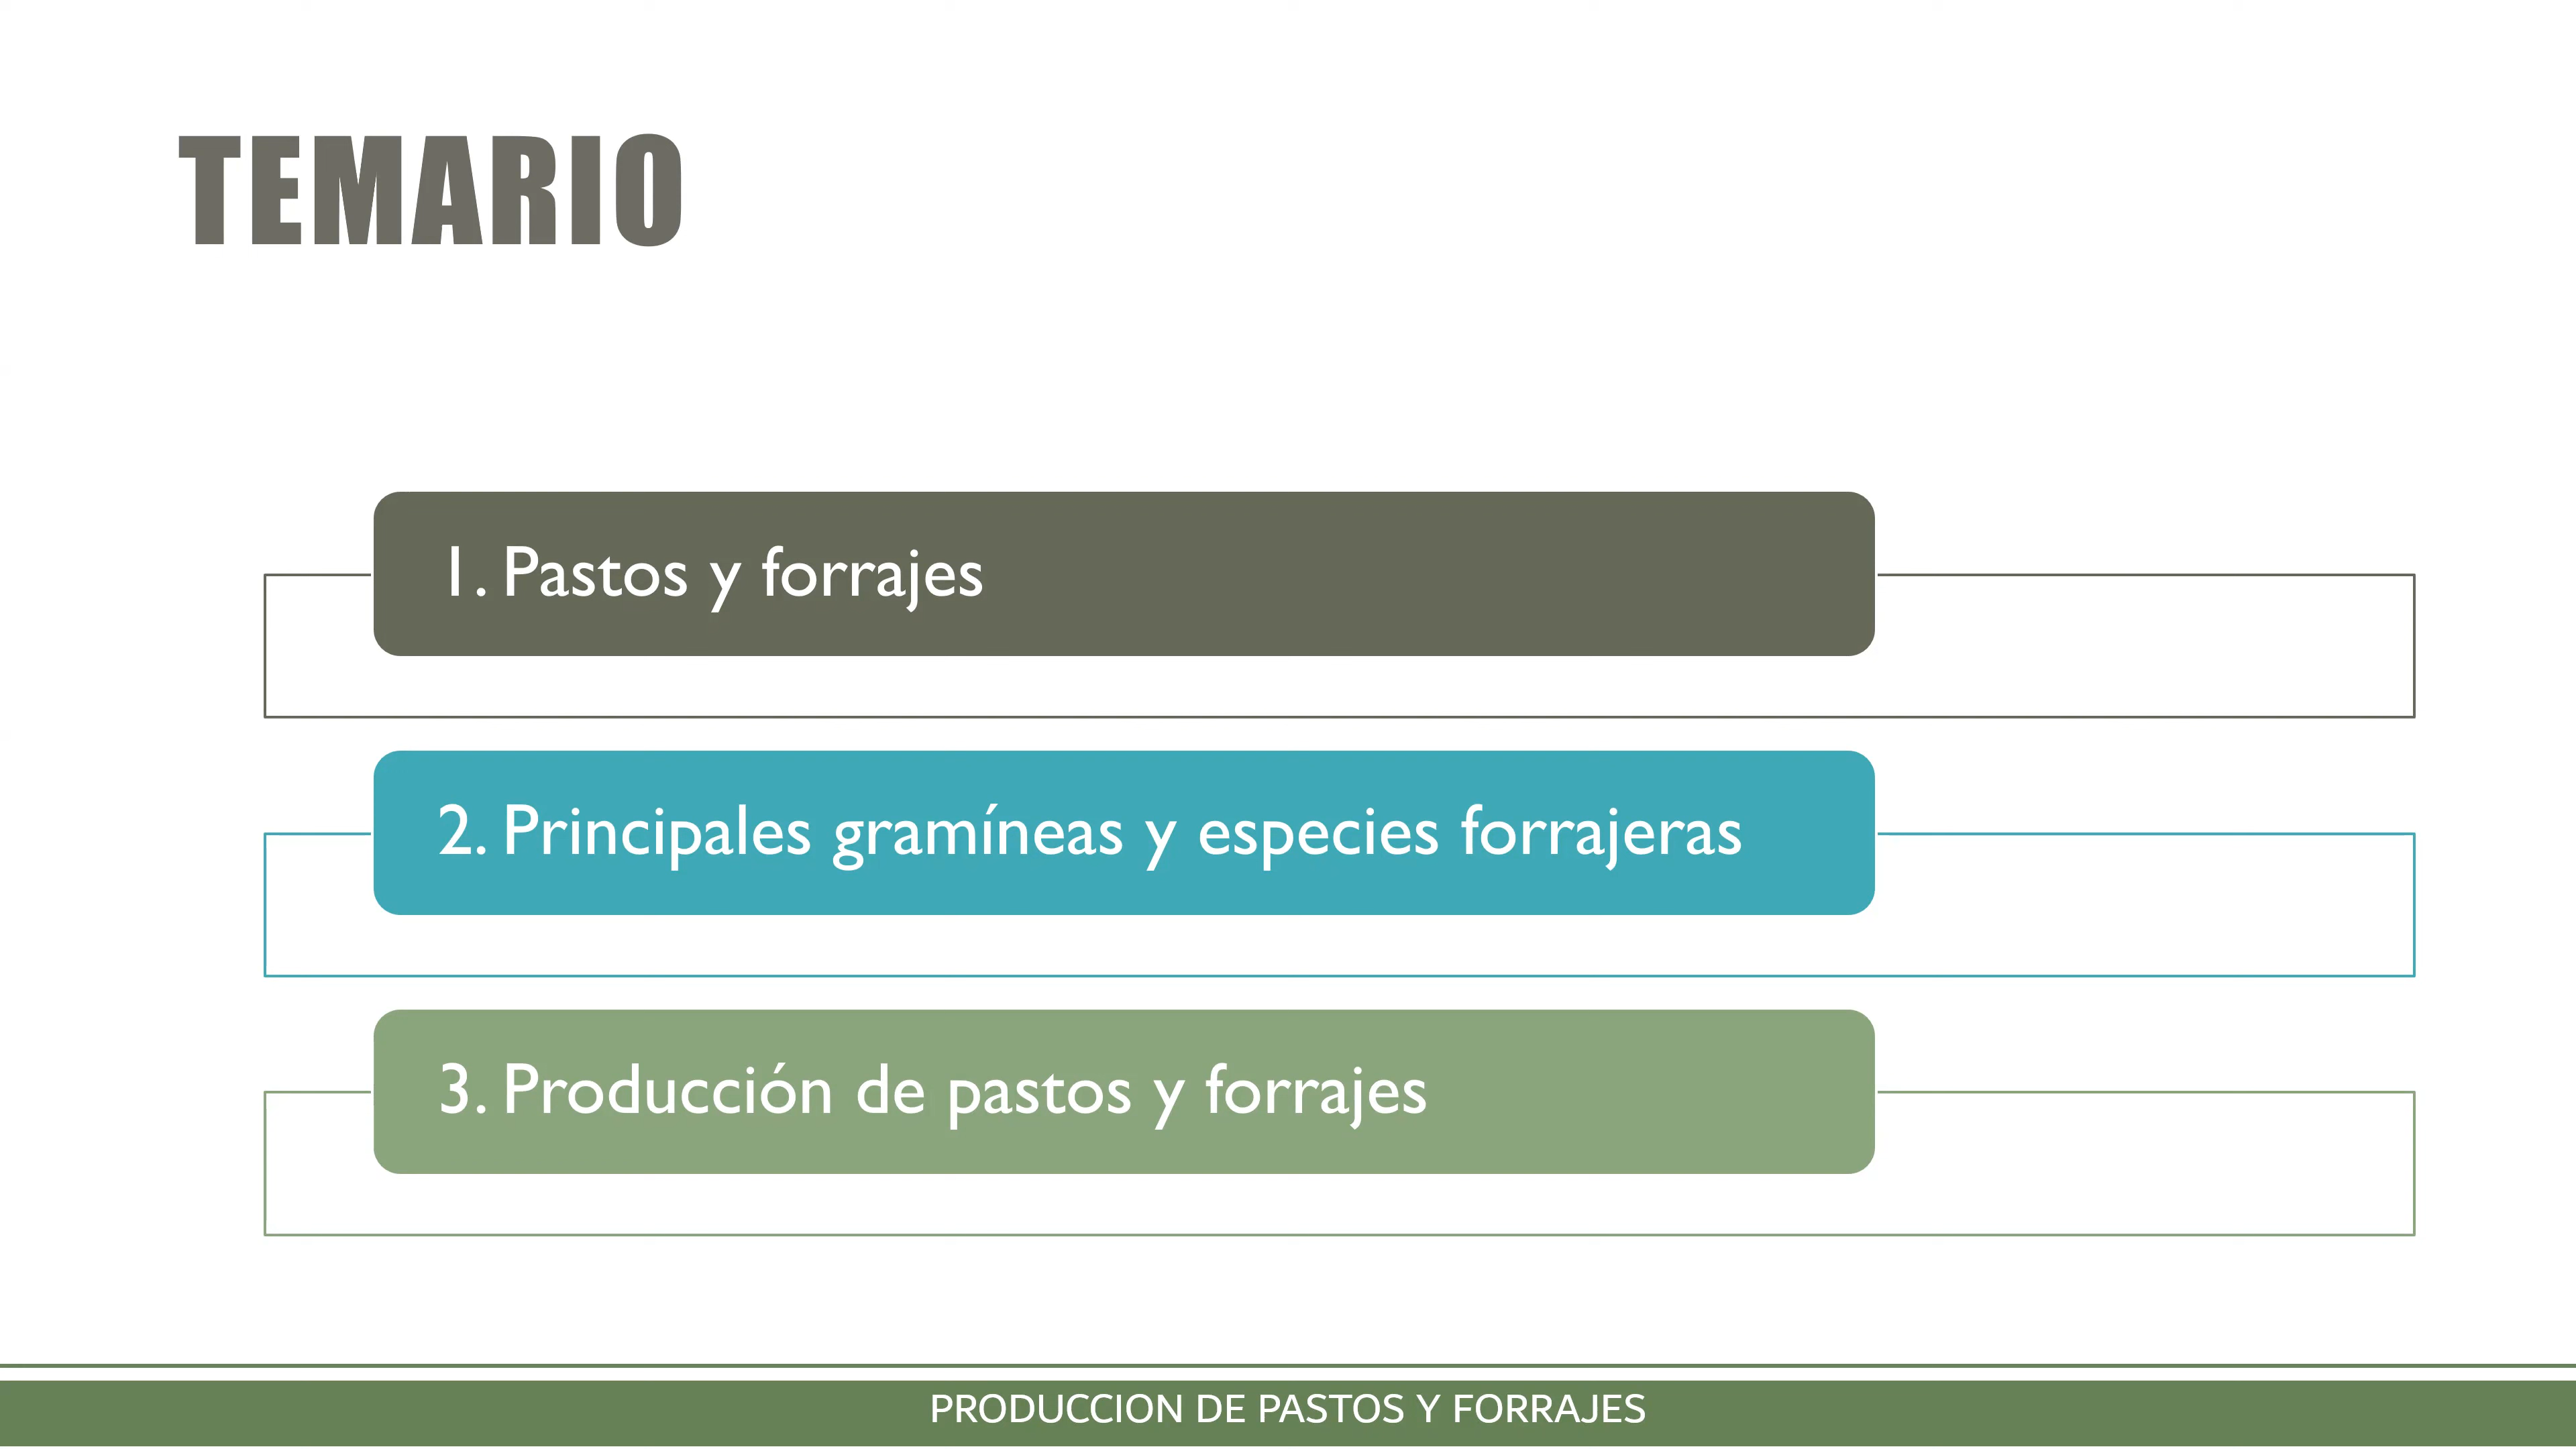 TEMARIO
1. Pastos y forrajes
2. Principales gramíneas y especies forrajeras
3. Producción de pastos y forrajes
PRODUCCION DE PASTOS Y FORRAJES